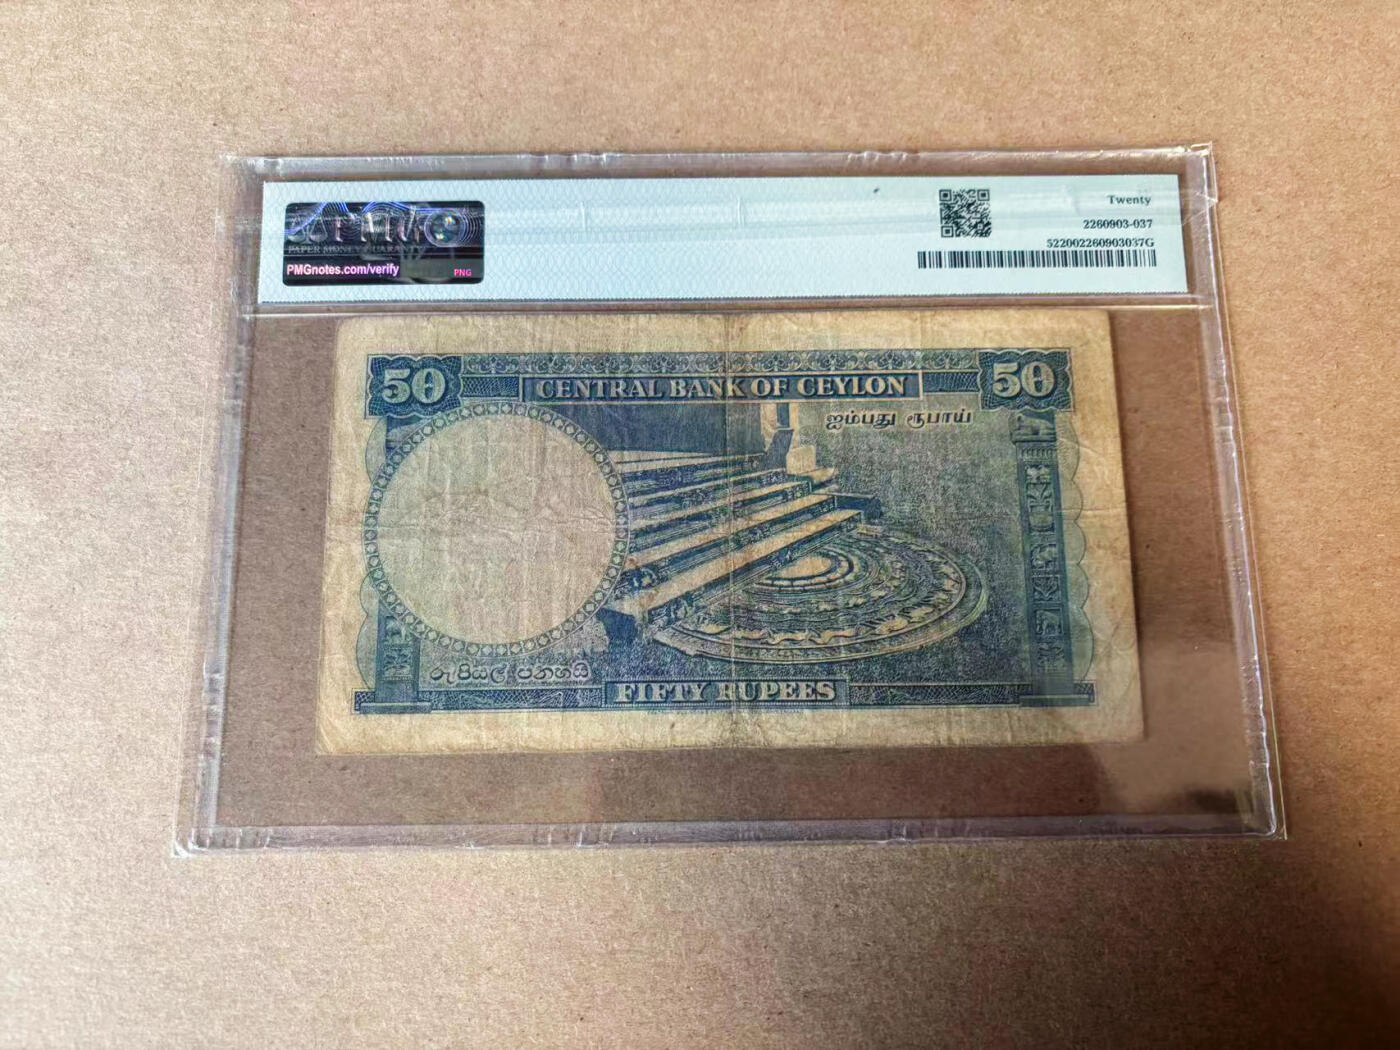 PMG
PAPER MONEY GUARANTY
PMGnotes.com/verify
PNG
Twenty
2260903-037
522002260903037G
50 CENTRAL BANK OF CEYLON 50
ஐம்பது ரூபாய்
රුපියල් පනහයි
FIFTY RUPEES